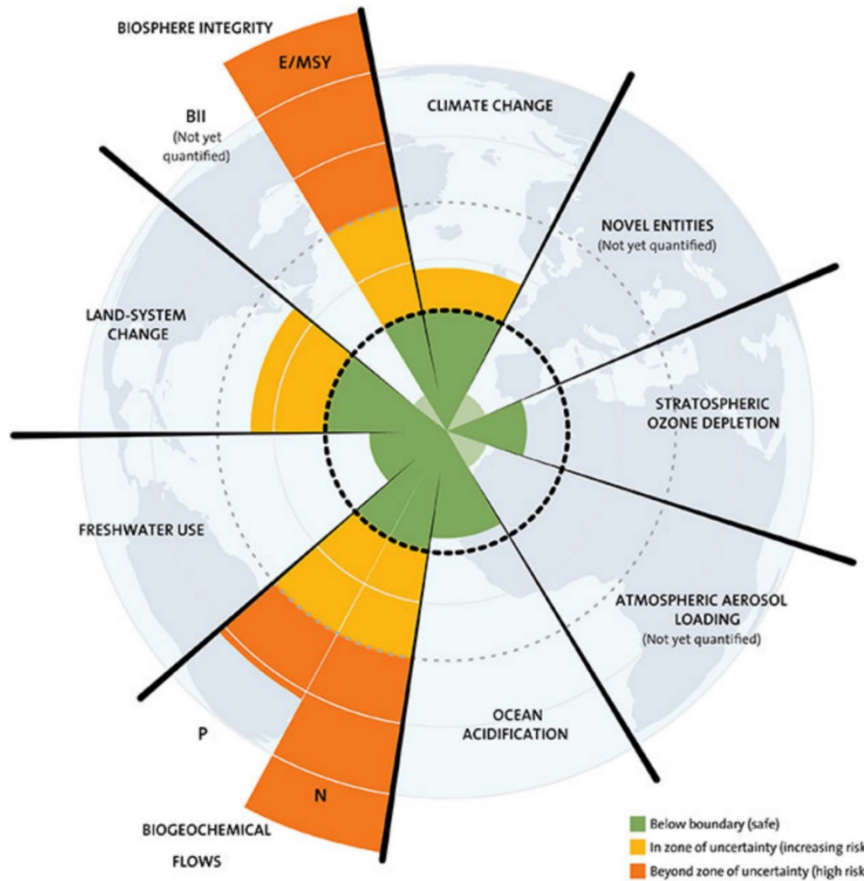 BIOSPHERE INTEGRITY
E/MSY
BII
(Not yet
quantified)
CLIMATE CHANGE
NOVEL ENTITIES
(Not yet quantified)
LAND-SYSTEM
CHANGE
STRATOSPHERIC
OZONE DEPLETION
FRESHWATER USE
ATMOSPHERIC AEROSOL
LOADING
(Not yet quantified)
OCEAN
ACIDIFICATION
P
N
BIOGEOCHEMICAL
FLOWS
Below boundary (safe)
In zone of uncertainty (increasing risk
Beyond zone of uncertainty (high risk